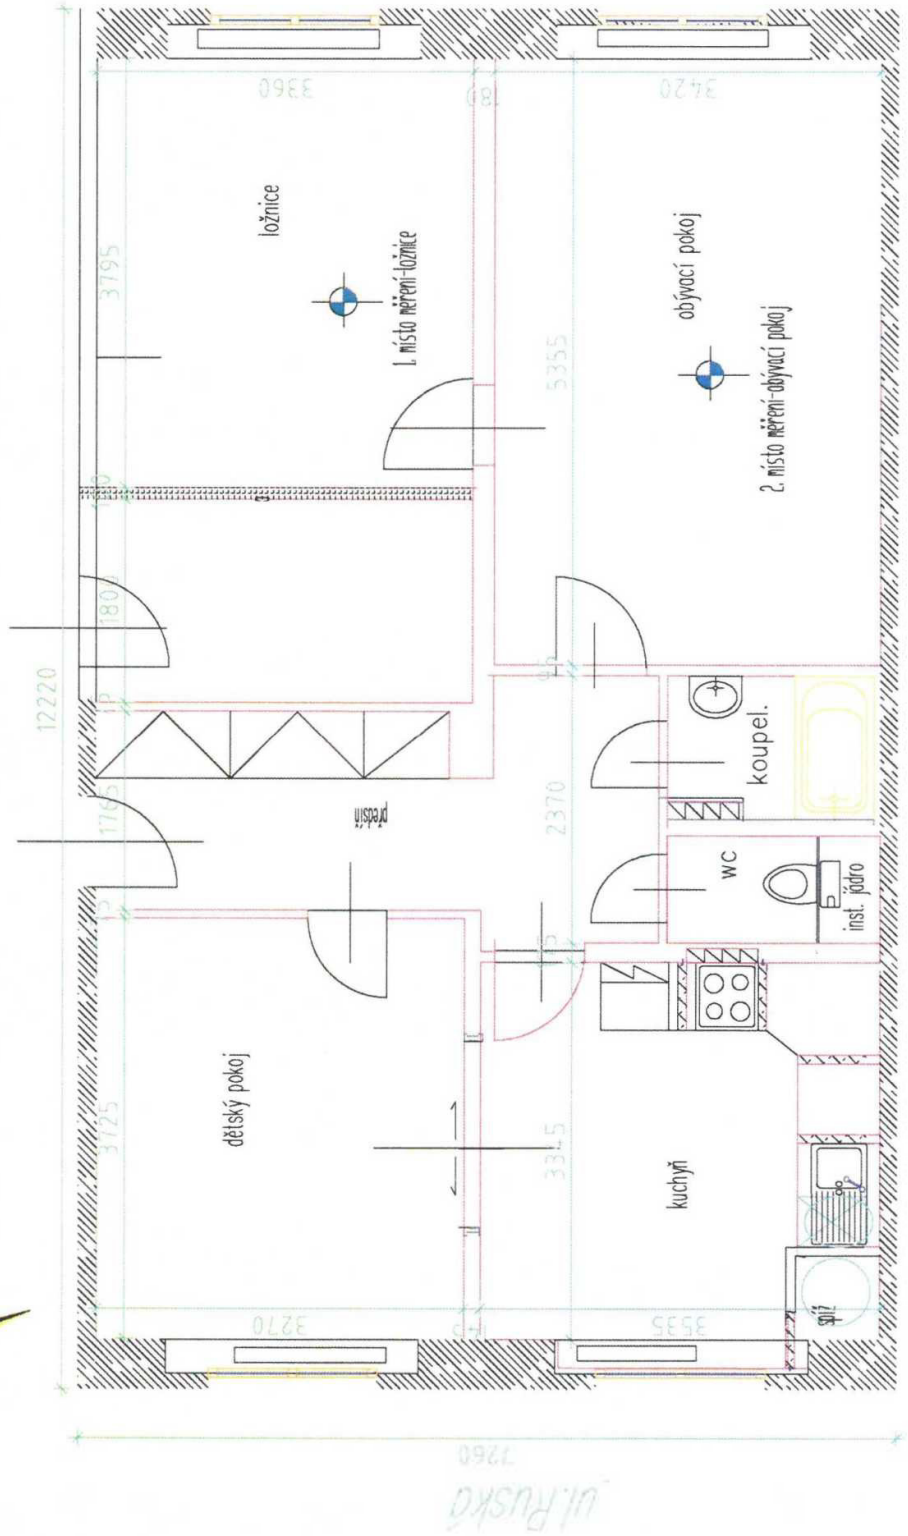 12220
3725
1765
1800
3795
3360
180
3420
ložnice
1. místo měření-ložnice
obývací pokoj
2. místo měření-obývací pokoj
5355
předsíň
2370
koupel.
wc
inst. jádro
dětský pokoj
3345
kuchyň
spíž
3270
3535
7260
ul.Ruská